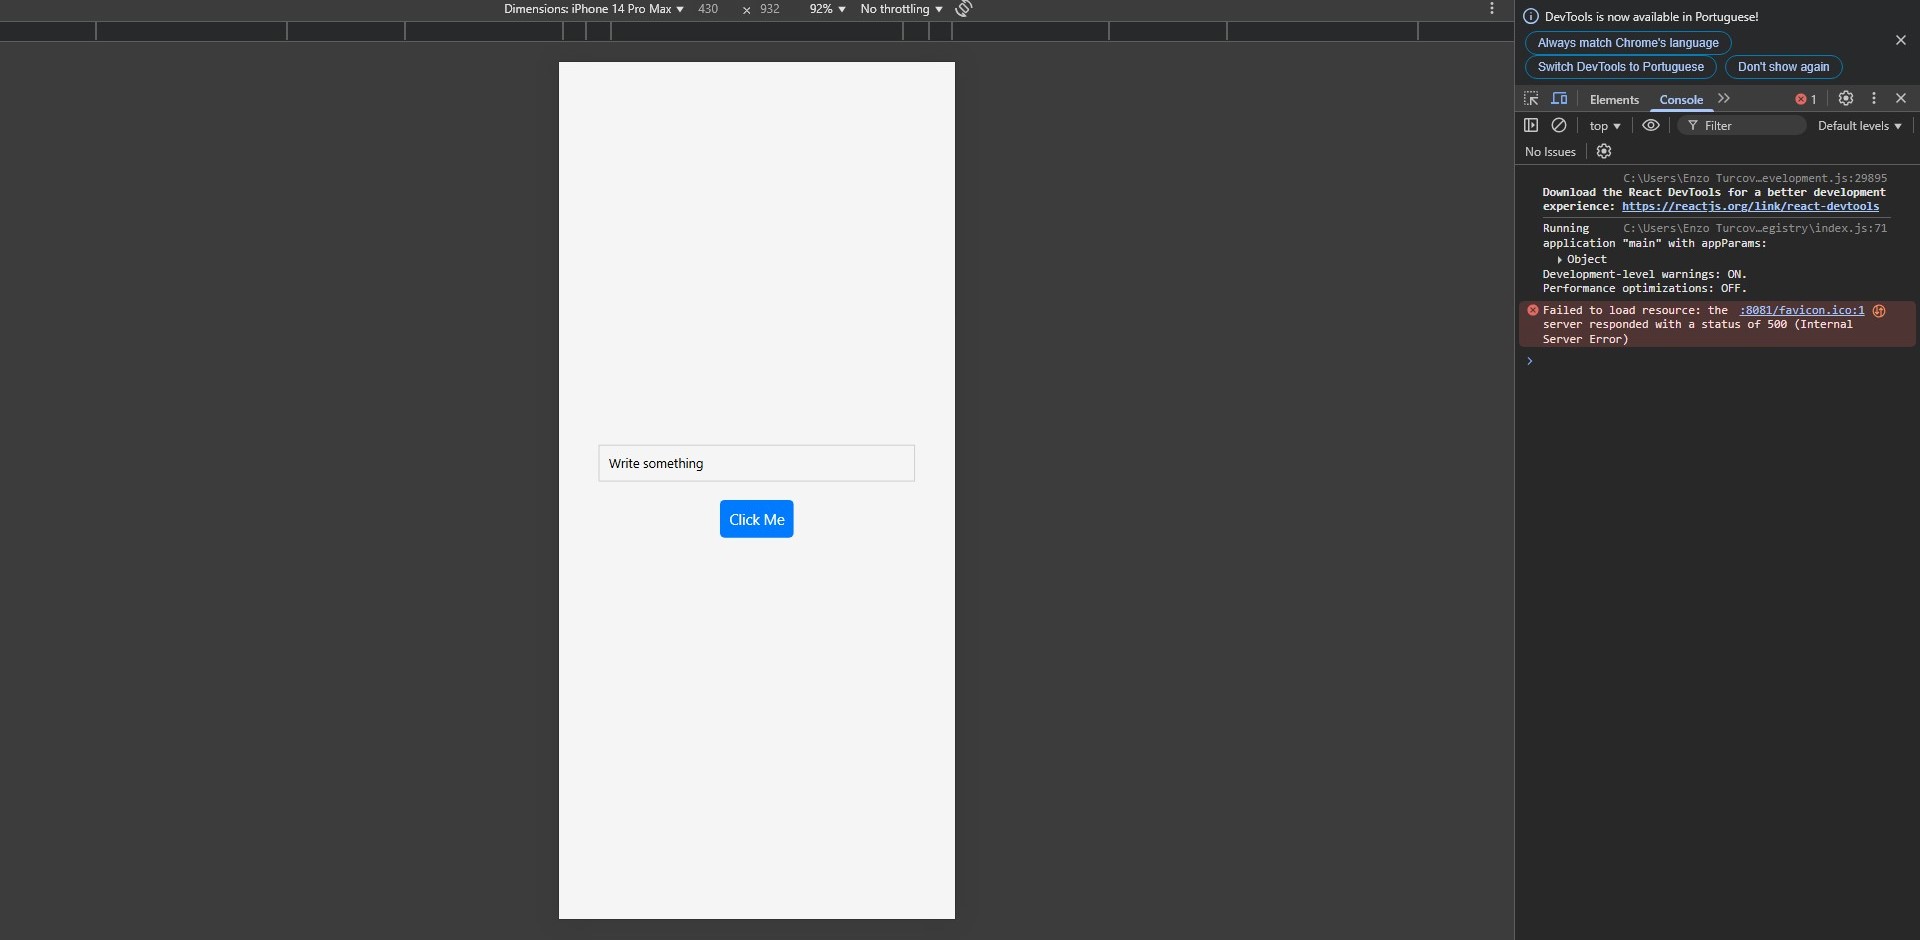 Dimensions: iPhone 14 Pro Max 430 × 932 92% No throttling
Write something
Click Me
DevTools is now available in Portuguese!
Always match Chrome's language
Switch DevTools to Portuguese Don't show again
Elements Console 1
top Filter Default levels
No Issues
C:\Users\Enzo Turcov…evelopment.js:29895
Download the React DevTools for a better development
experience: https://reactjs.org/link/react-devtools
Running C:\Users\Enzo Turcov…egistry\index.js:71
application "main" with appParams:
Object
Development-level warnings: ON.
Performance optimizations: OFF.
Failed to load resource: the :8081/favicon.ico:1
server responded with a status of 500 (Internal
Server Error)